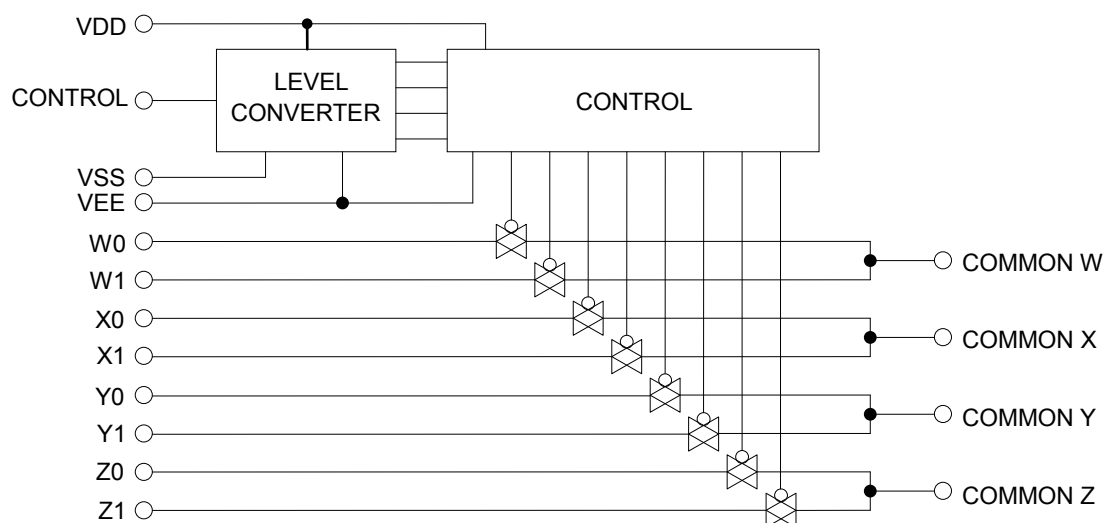 VDD
LEVEL
CONVERTER
CONTROL
CONTROL
VSS
VEE
W0
COMMON W
W1
X0
COMMON X
X1
Y0
COMMON Y
Y1
Z0
COMMON Z
Z1